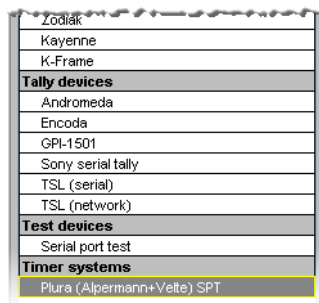 Zodiak
Kayenne
K-Frame
Tally devices
Andromeda
Encoda
GPI-1501
Sony serial tally
TSL (serial)
TSL (network)
Test devices
Serial port test
Timer systems
Plura (Alpermann+Velte) SPT